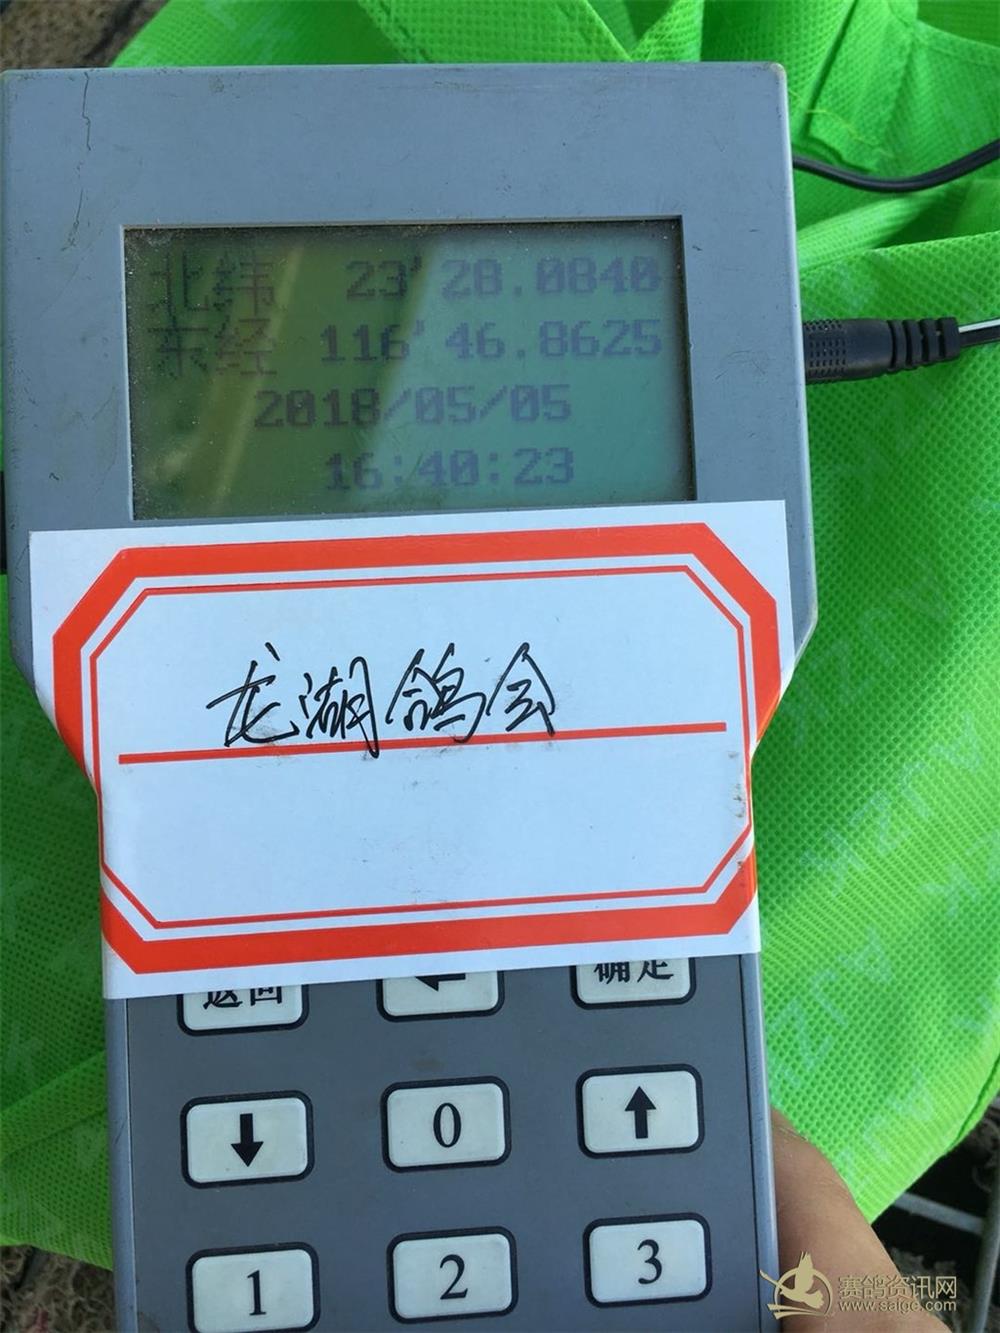 北纬 23' 28.0840
东经 116' 46.8625
2018/05/05
16:40:23
龙湖鸽会
返回 ← 确定
↓ 0 ↑
1 2 3
赛鸽资讯网
www.saige.com